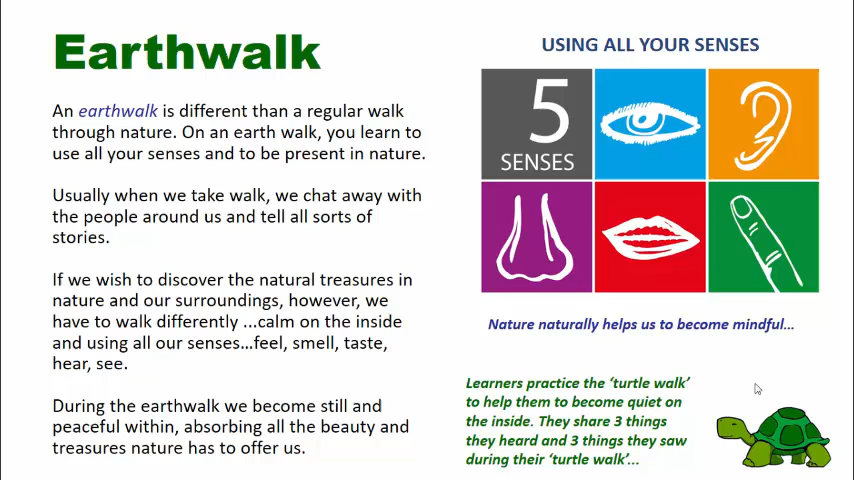 Earthwalk
An earthwalk is different than a regular walk
through nature. On an earth walk, you learn to
use all your senses and to be present in nature.
Usually when we take walk, we chat away with
the people around us and tell all sorts of
stories.
If we wish to discover the natural treasures in
nature and our surroundings, however, we
have to walk differently ...calm on the inside
and using all our senses...feel, smell, taste,
hear, see.
During the earthwalk we become still and
peaceful within, absorbing all the beauty and
treasures nature has to offer us.
USING ALL YOUR SENSES
5
SENSES
Nature naturally helps us to become mindful...
Learners practice the ‘turtle walk’
to help them to become quiet on
the inside. They share 3 things
they heard and 3 things they saw
during their ‘turtle walk’...